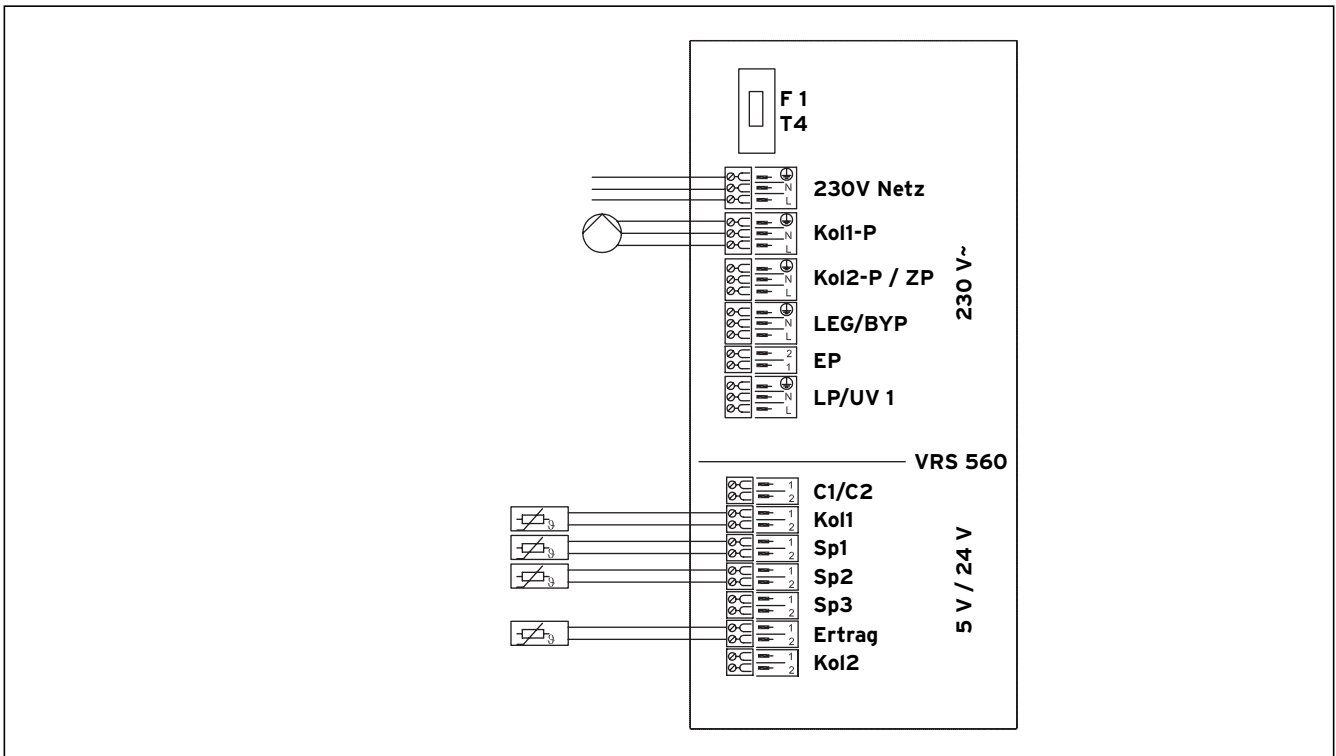 F 1
T4
N
L
230V Netz
N
L
Kol1-P
N
L
Kol2-P / ZP
N
L
LEG/BYP
2
1
EP
N
L
LP/UV 1
230 V~
VRS 560
1
2
C1/C2
ϑ
1
2
Kol1
ϑ
1
2
Sp1
ϑ
1
2
Sp2
1
2
Sp3
ϑ
1
2
Ertrag
1
2
Kol2
5 V / 24 V